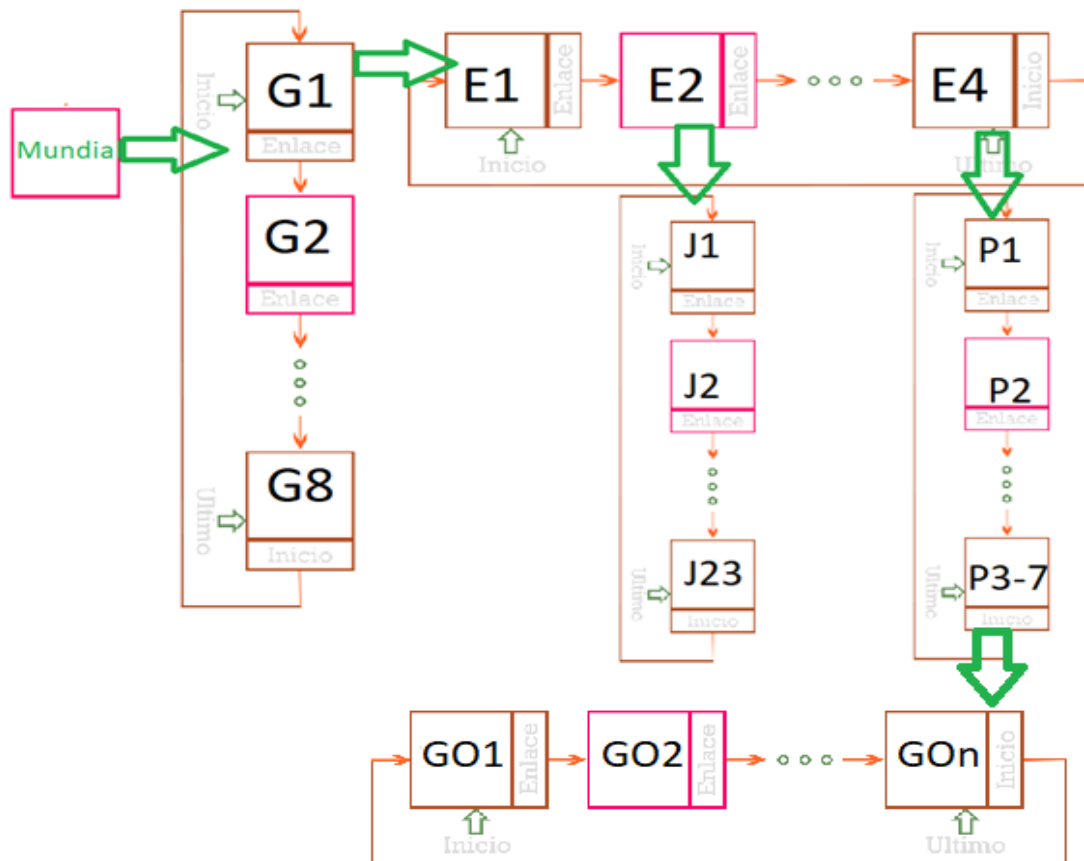 Mundia
Inicio
G1
Enlace
G2
Enlace
Ultimo
G8
Inicio
E1
Enlace
Inicio
E2
Enlace
E4
Inicio
Ultimo
Inicio
J1
Enlace
J2
Enlace
Ultimo
J23
Inicio
Inicio
P1
Enlace
P2
Enlace
Ultimo
P3-7
Inicio
GO1
Enlace
Inicio
GO2
Enlace
GOn
Inicio
Ultimo